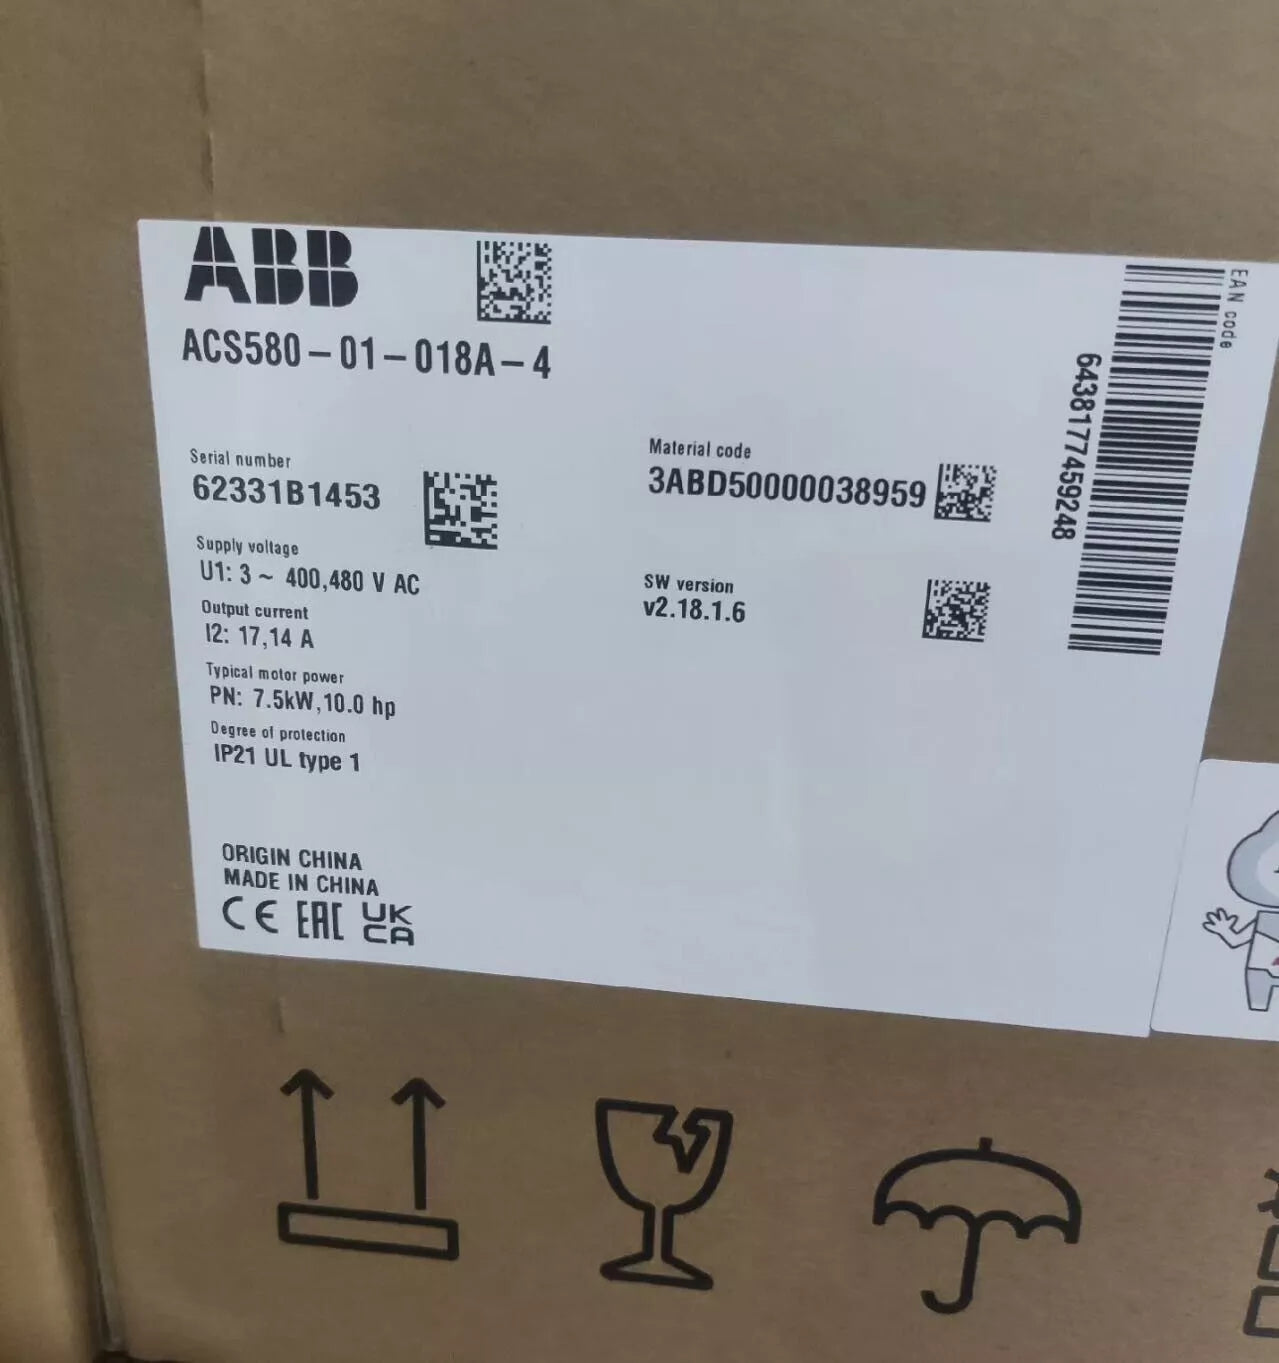 ABB
ACS580-01-018A-4
Serial number
62331B1453
Supply voltage
U1: 3 ~ 400,480 V AC
Output current
I2: 17,14 A
Typical motor power
PN: 7.5kW,10.0 hp
Degree of protection
IP21 UL type 1
Material code
3ABD50000038959
SW version
v2.18.1.6
EAN code
6438177459248
ORIGIN CHINA
MADE IN CHINA
CE EAC UK
CA